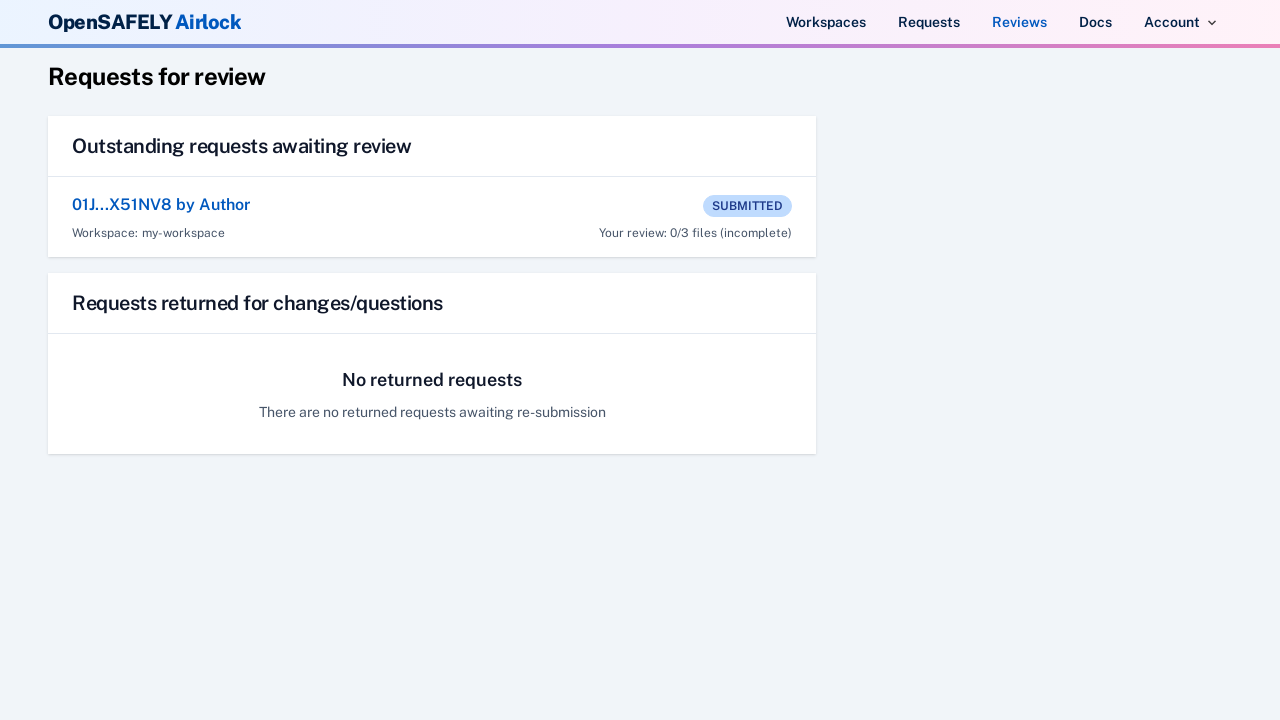 OpenSAFELY Airlock
Workspaces
Requests
Reviews
Docs
Account
Requests for review
Outstanding requests awaiting review
01J...X51NV8 by Author
SUBMITTED
Workspace: my-workspace
Your review: 0/3 files (incomplete)
Requests returned for changes/questions
No returned requests
There are no returned requests awaiting re-submission